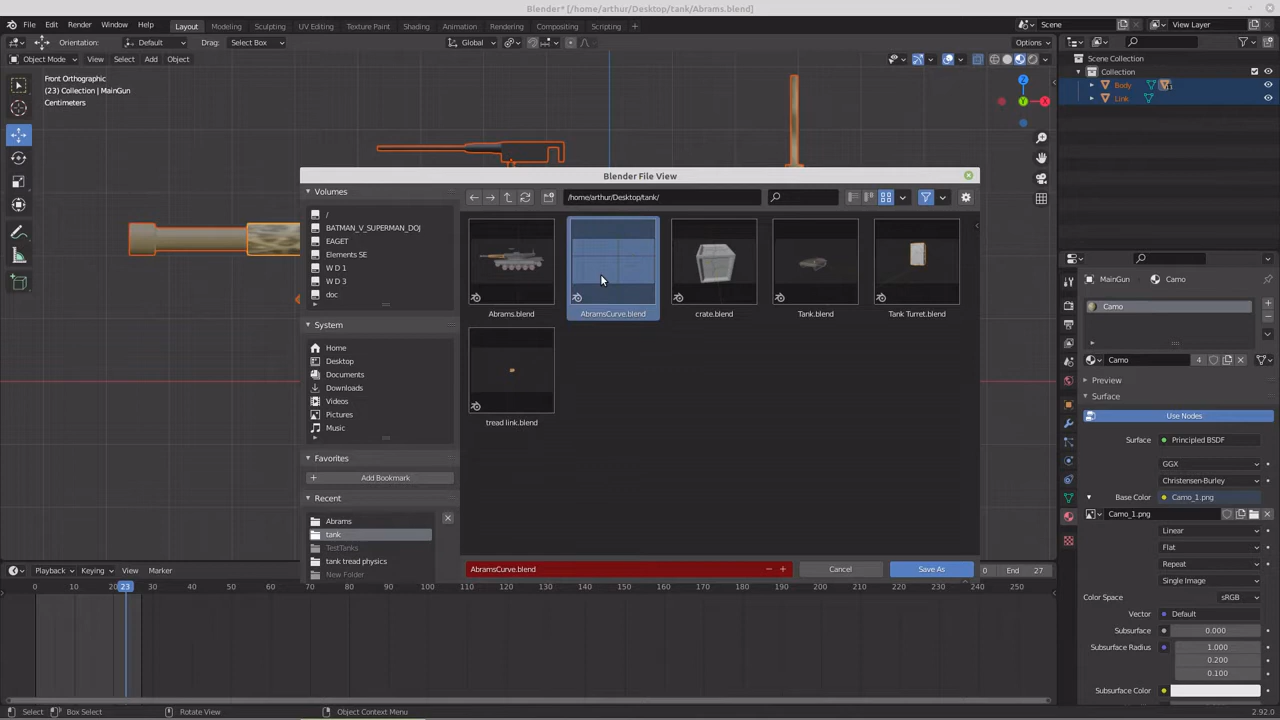 Blender* [/home/arthur/Desktop/tank/Abrams.blend]
File Edit Render Window Help Layout Modeling Sculpting UV Editing Texture Paint Shading Animation Rendering Compositing Scripting + Scene View Layer
Orientation: Default Drag: Select Box Global Options
Object Mode View Select Add Object
Front Orthographic
(23) Collection | MainGun
Centimeters
Z
Y
X
Scene Collection
Collection
Body
Link
Blender File View
Volumes
/
BATMAN_V_SUPERMAN_DOJ
EAGET
Elements SE
W D 1
W D 3
doc
System
Home
Desktop
Documents
Downloads
Videos
Pictures
Music
Favorites
Add Bookmark
Recent
Abrams
tank
TestTanks
tank tread physics
New Folder
/home/arthur/Desktop/tank/
Abrams.blend
AbramsCurve.blend
crate.blend
Tank.blend
Tank Turret.blend
tread link.blend
AbramsCurve.blend
Cancel
Save As
MainGun Camo
Camo
Camo 4
Preview
Surface
Use Nodes
Surface Principled BSDF
GGX
Christensen-Burley
Base Color Camo_1.png
Camo_1.png
Linear
Flat
Repeat
Single Image
Color Space sRGB
Vector Default
Subsurface 0.000
Subsurface Radius 1.000
0.200
0.100
Subsurface Color
Playback Keying View Marker
0 End 27
0 10 20 23 30 40 50 60 70 80 90 100 110 120 130 140 150 160 170 180 190 200 210 220 230 240 250
Select Box Select Rotate View Object Context Menu 2.92.0